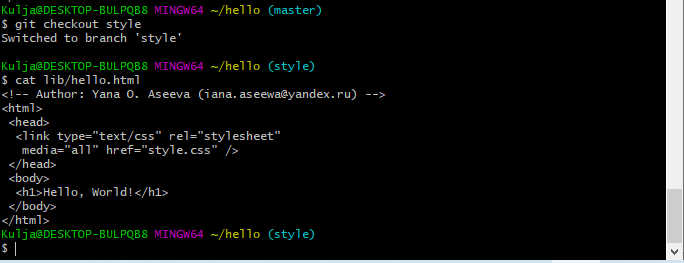 Kulja@DESKTOP-BULPQB8 MINGW64 ~/hello (master)
$ git checkout style
Switched to branch 'style'
Kulja@DESKTOP-BULPQB8 MINGW64 ~/hello (style)
$ cat lib/hello.html
<!-- Author: Yana O. Aseeva (iana.aseewa@yandex.ru) -->
<html>
 <head>
  <link type="text/css" rel="stylesheet"
   media="all" href="style.css" />
 </head>
 <body>
  <h1>Hello, World!</h1>
 </body>
</html>
Kulja@DESKTOP-BULPQB8 MINGW64 ~/hello (style)
$